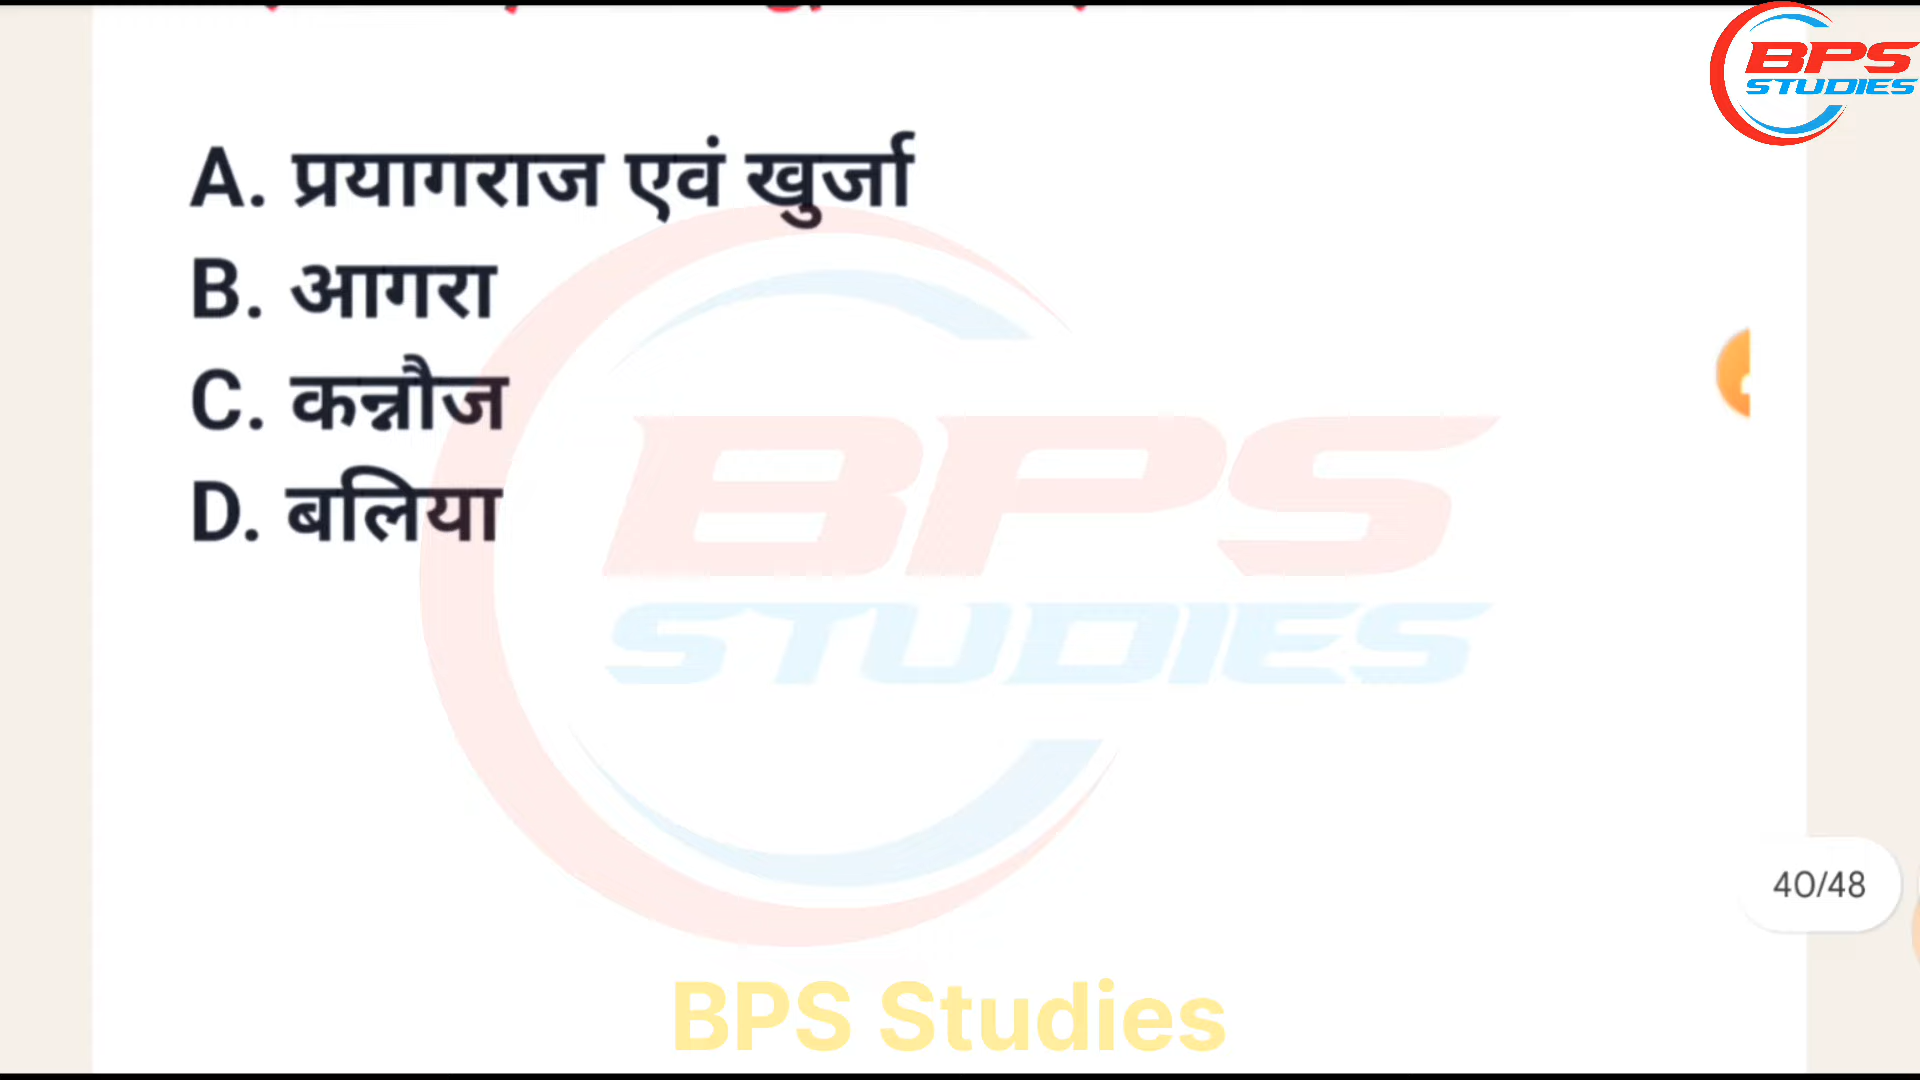 BPS
STUDIES
A. प्रयागराज एवं खुर्जा
B. आगरा
C. कन्नौज
D. बलिया
BPS
STUDIES
40/48
BPS Studies